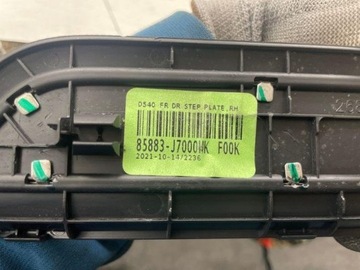 D540 FR DR STEP PLATE,RH
85883-J7000WK F00K
2021-10-14/2236